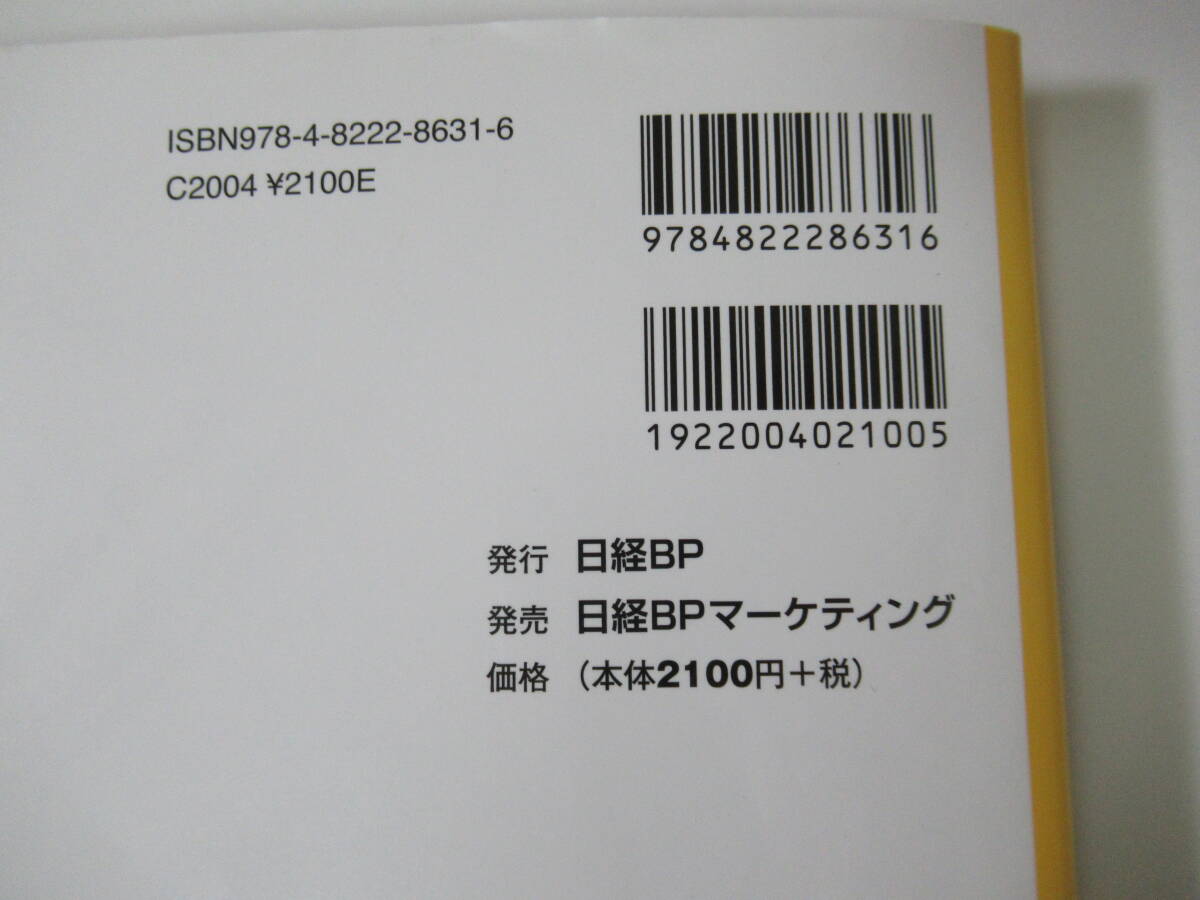 ISBN978-4-8222-8631-6
C2004 ¥2100E
9784822286316
1922004021005
発行 日経BP
発売 日経BPマーケティング
価格 （本体2100円＋税）